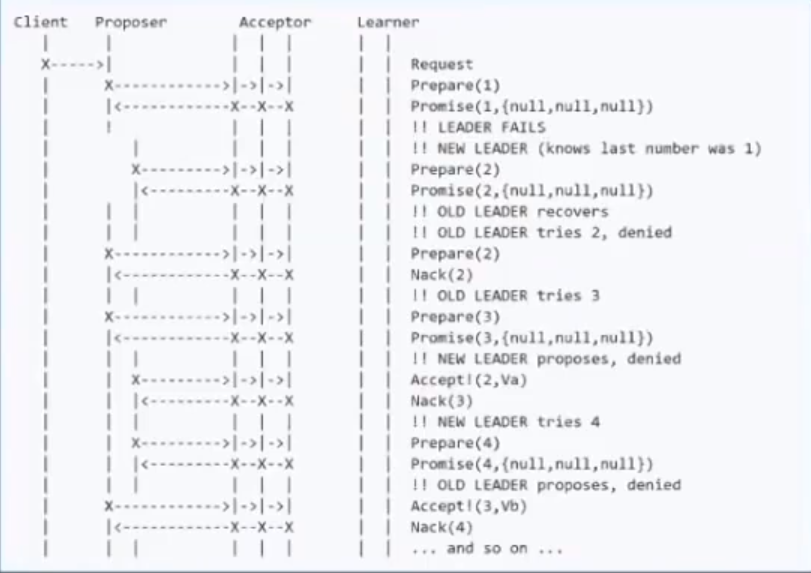 Client Proposer Acceptor Learner
| | | | | | |
X----->| | | | | | Request
| X------------>|->|->| | | Prepare(1)
| |<-----------X--X--X | | Promise(1,{null,null,null})
| ! | | | | | !! LEADER FAILS
| | | | | | | !! NEW LEADER (knows last number was 1)
| X--------->|->|->| | | Prepare(2)
| |<--------X--X--X | | Promise(2,{null,null,null})
| | | | | | | | !! OLD LEADER recovers
| | | | | | | | !! OLD LEADER tries 2, denied
| X------------>|->|->| | | Prepare(2)
| |<-----------X--X--X | | Nack(2)
| | | | | | | | !! OLD LEADER tries 3
| X------------>|->|->| | | Prepare(3)
| |<-----------X--X--X | | Promise(3,{null,null,null})
| | | | | | | | !! NEW LEADER proposes, denied
| | X--------->|->|->| | | Accept!(2,Va)
| | |<--------X--X--X | | Nack(3)
| | | | | | | | !! NEW LEADER tries 4
| | X--------->|->|->| | | Prepare(4)
| | |<--------X--X--X | | Promise(4,{null,null,null})
| | | | | | | | !! OLD LEADER proposes, denied
| X------------>|->|->| | | Accept!(3,Vb)
| |<-----------X--X--X | | Nack(4)
| | | | | | | | ... and so on ...